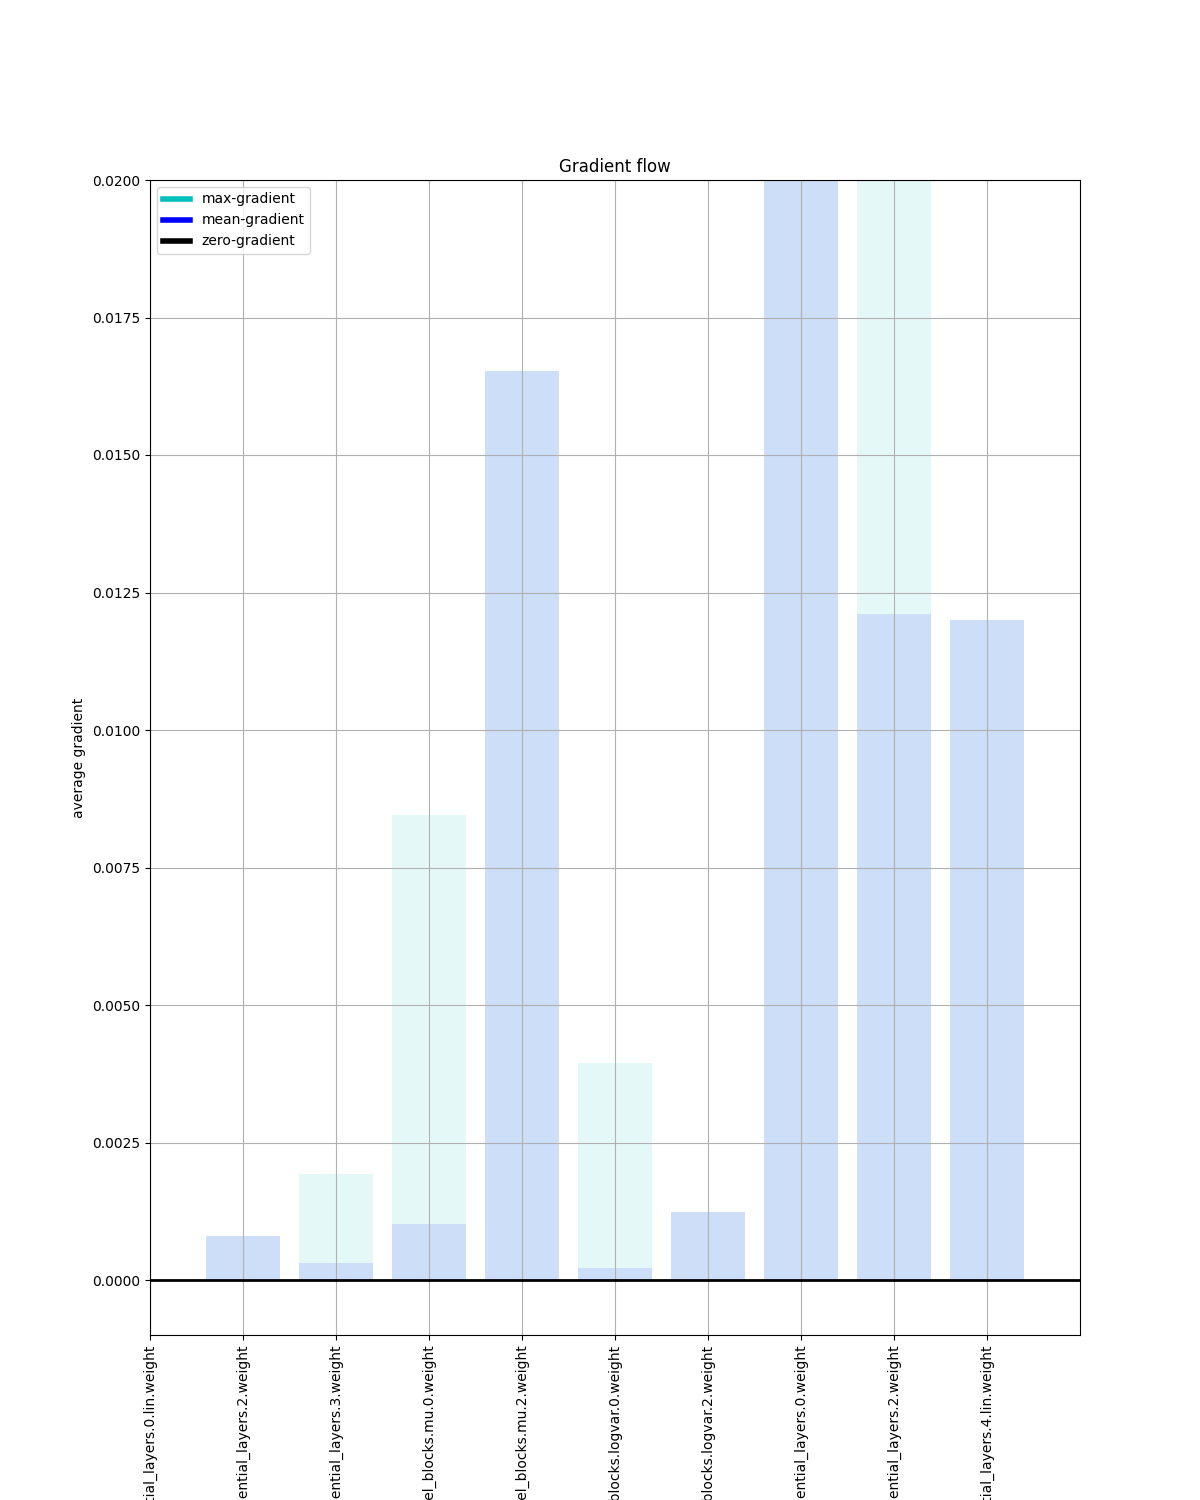 Gradient flow
max-gradient
mean-gradient
zero-gradient
0.0200
0.0175
0.0150
0.0125
0.0100
0.0075
0.0050
0.0025
0.0000
average gradient
tial_layers.0.lin.weight
ential_layers.2.weight
ential_layers.3.weight
el_blocks.mu.0.weight
el_blocks.mu.2.weight
blocks.logvar.0.weight
blocks.logvar.2.weight
ential_layers.0.weight
ential_layers.2.weight
tial_layers.4.lin.weight